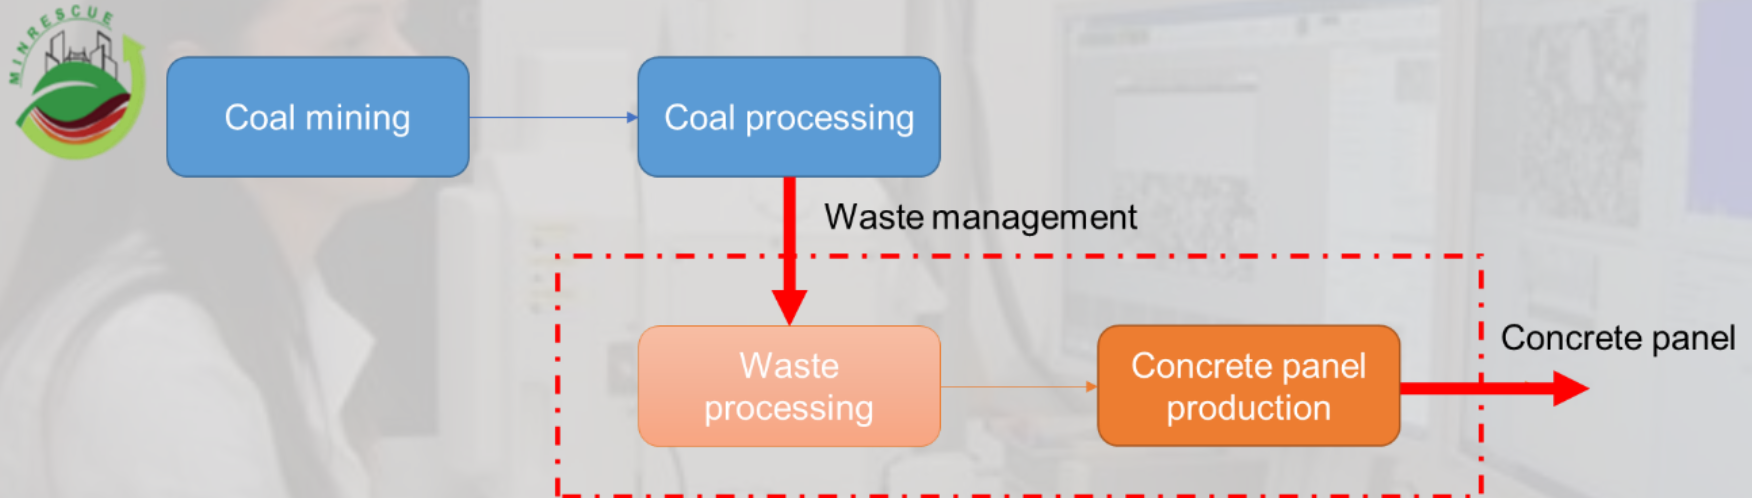 MINRESCUE
Coal mining
Coal processing
Waste management
Waste
processing
Concrete panel
production
Concrete panel